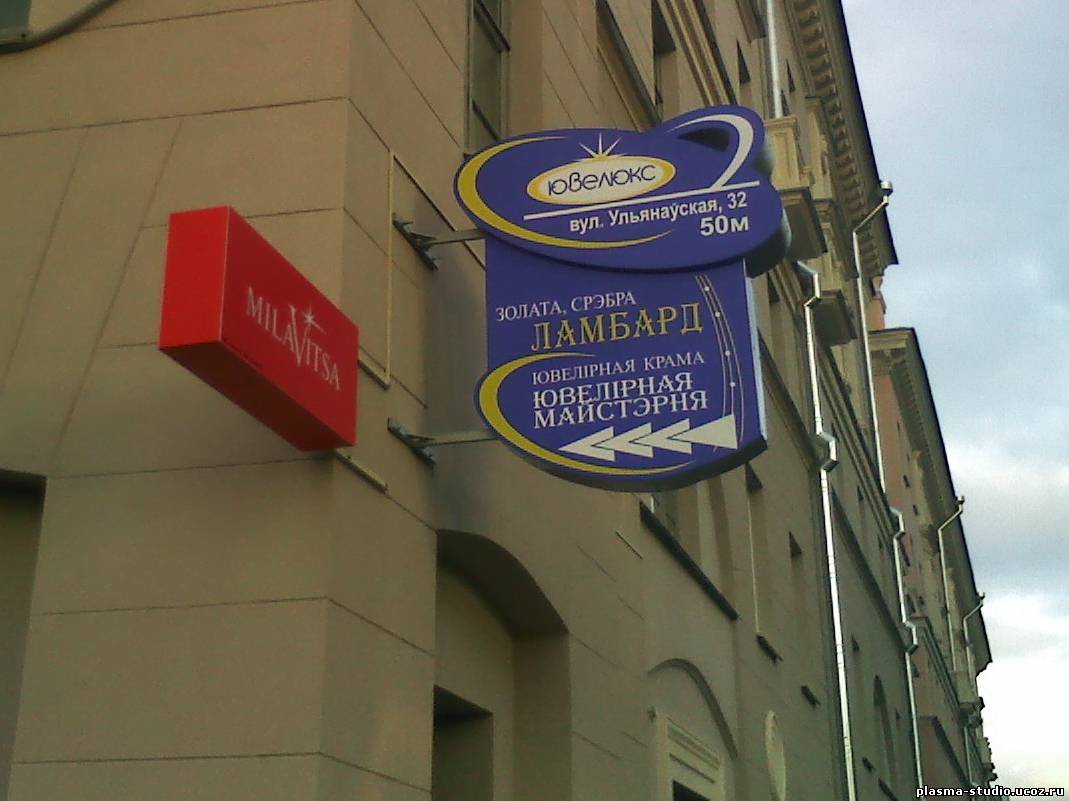 MILAVITSA
ювелюкс
вул. Ульянаўская, 32
50м
ЗОЛАТА, СРЭБРА
ЛАМБАРД
ЮВЕЛІРНАЯ КРАМА
ЮВЕЛІРНАЯ
МАЙСТЭРНЯ
plasma-studio.ucoz.ru